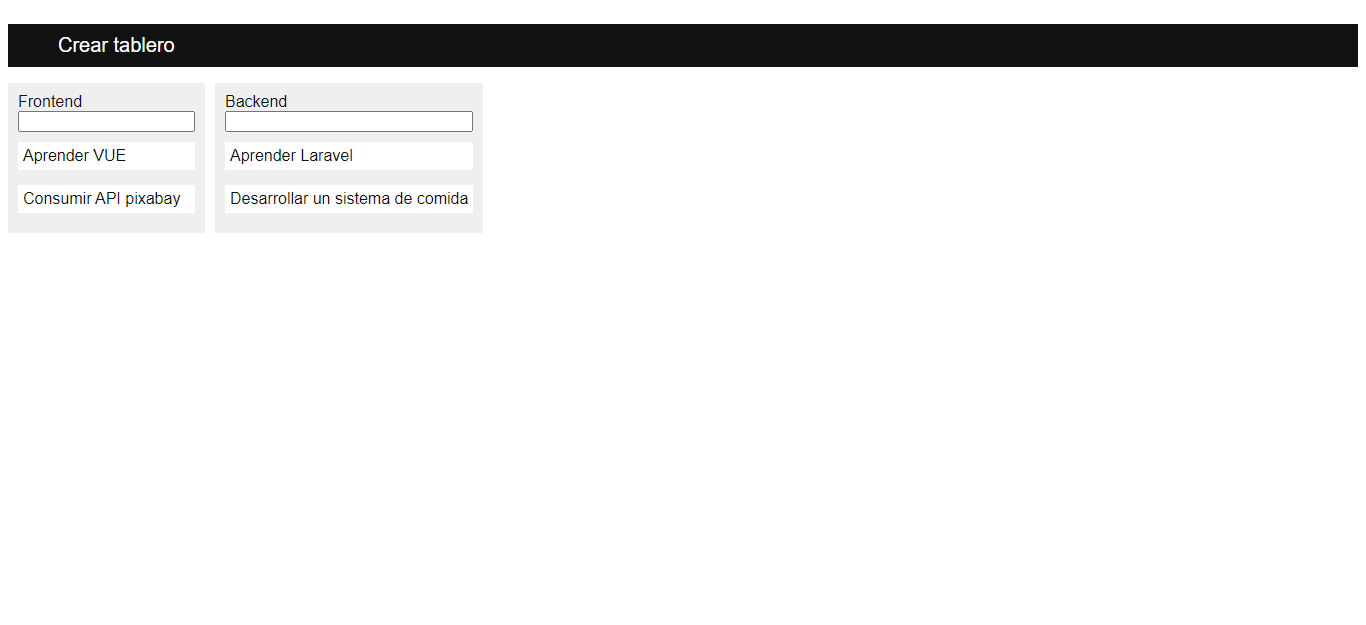 Crear tablero
Frontend
Aprender VUE
Consumir API pixabay
Backend
Aprender Laravel
Desarrollar un sistema de comida